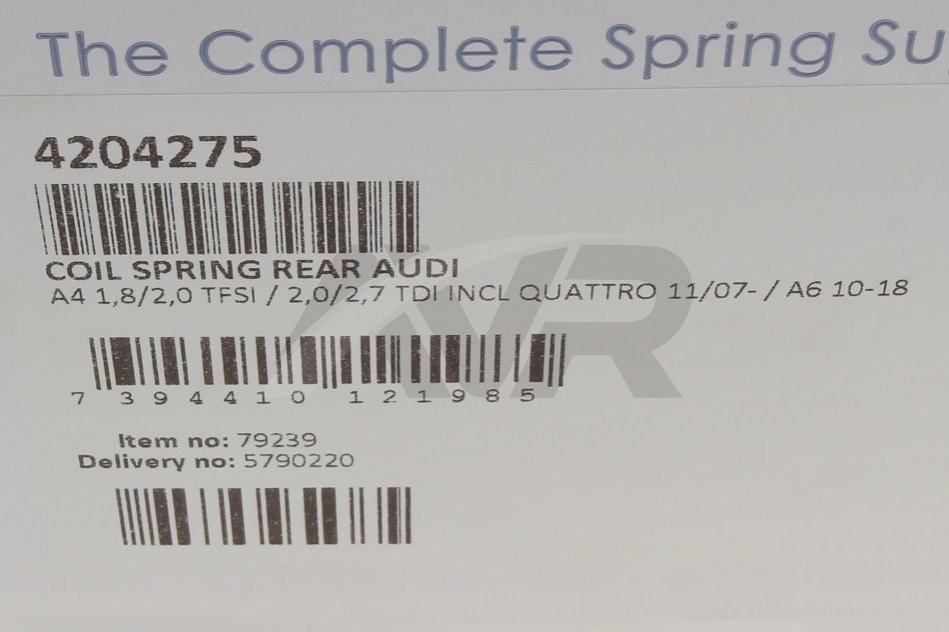 The Complete Spring Su
4204275
COIL SPRING REAR AUDI
A4 1,8/2,0 TFSI / 2,0/2,7 TDI INCL QUATTRO 11/07- / A6 10-18
7 394410 121985
Item no: 79239
Delivery no: 5790220